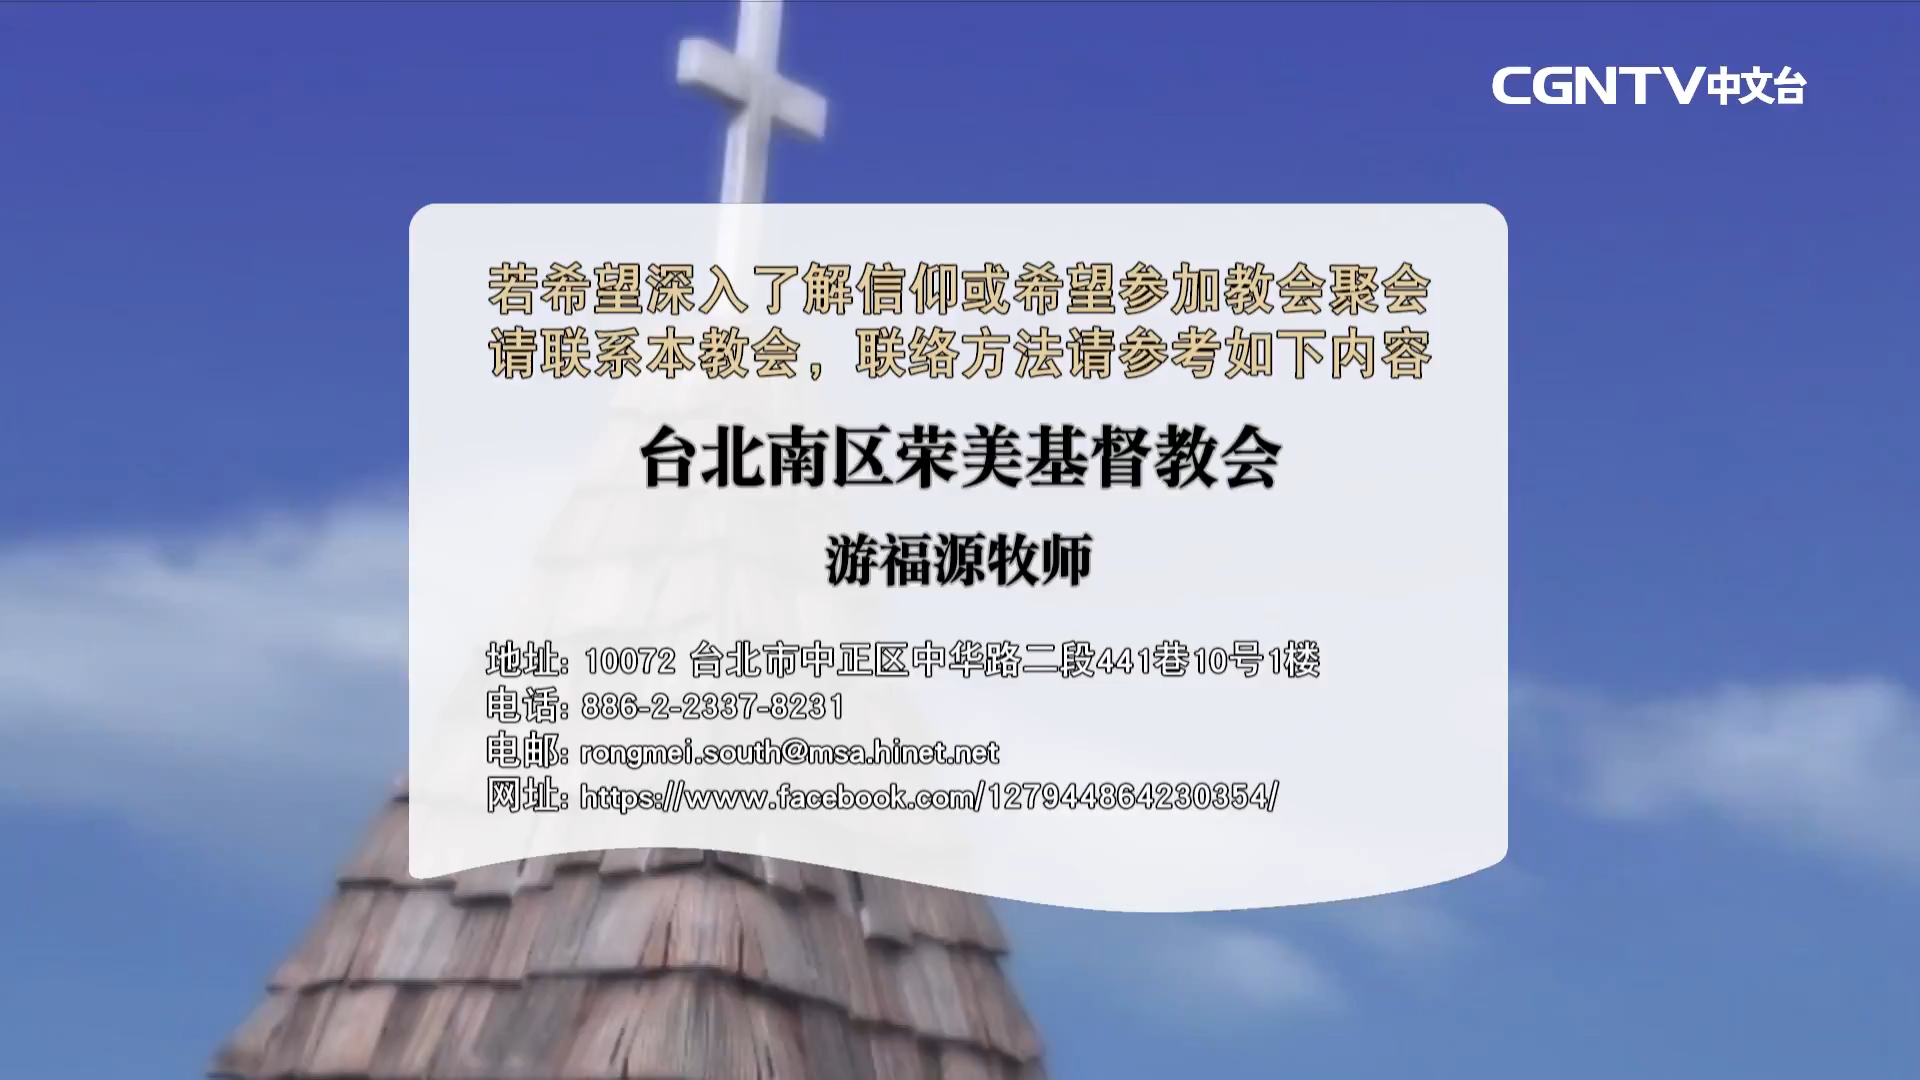 CGNTV中文台
若希望深入了解信仰或希望参加教会聚会
请联系本教会，联络方法请参考如下内容
台北南区荣美基督教会
游福源牧师
地址: 10072 台北市中正区中华路二段441巷10号1楼
电话: 886-2-2337-8231
电邮: rongmei.south@msa.hinet.net
网址: https://www.facebook.com/127944864230354/